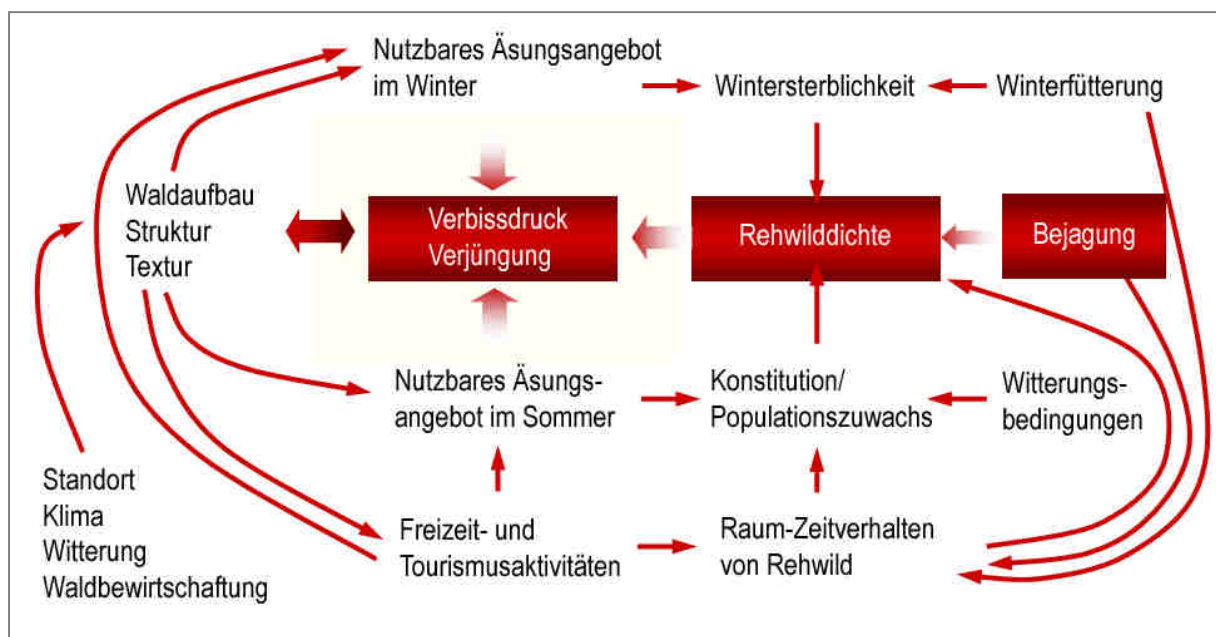 Nutzbares Äsungsangebot
im Winter
Wintersterblichkeit
Winterfütterung
Waldaufbau
Struktur
Textur
Verbissdruck
Verjüngung
Rehwilddichte
Bejagung
Nutzbares Äsungs-
angebot im Sommer
Konstitution/
Populationszuwachs
Witterungs-
bedingungen
Standort
Klima
Witterung
Waldbewirtschaftung
Freizeit- und
Tourismusaktivitäten
Raum-Zeitverhalten
von Rehwild